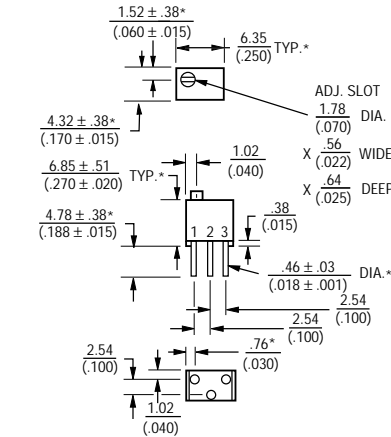 1.52 ± .38*
(.060 ± .015)
6.35
(.250)
TYP.*
ADJ. SLOT
1.78
(.070)
DIA.
X .56
(.022)
WIDE
X .64
(.025)
DEEP
4.32 ± .38*
(.170 ± .015)
1.02
(.040)
6.85 ± .51
(.270 ± .020)
TYP.*
4.78 ± .38*
(.188 ± .015)
.38
(.015)
1 2 3
.46 ± .03
(.018 ± .001)
DIA.*
2.54
(.100)
2.54
(.100)
2.54
(.100)
.76*
(.030)
1.02
(.040)